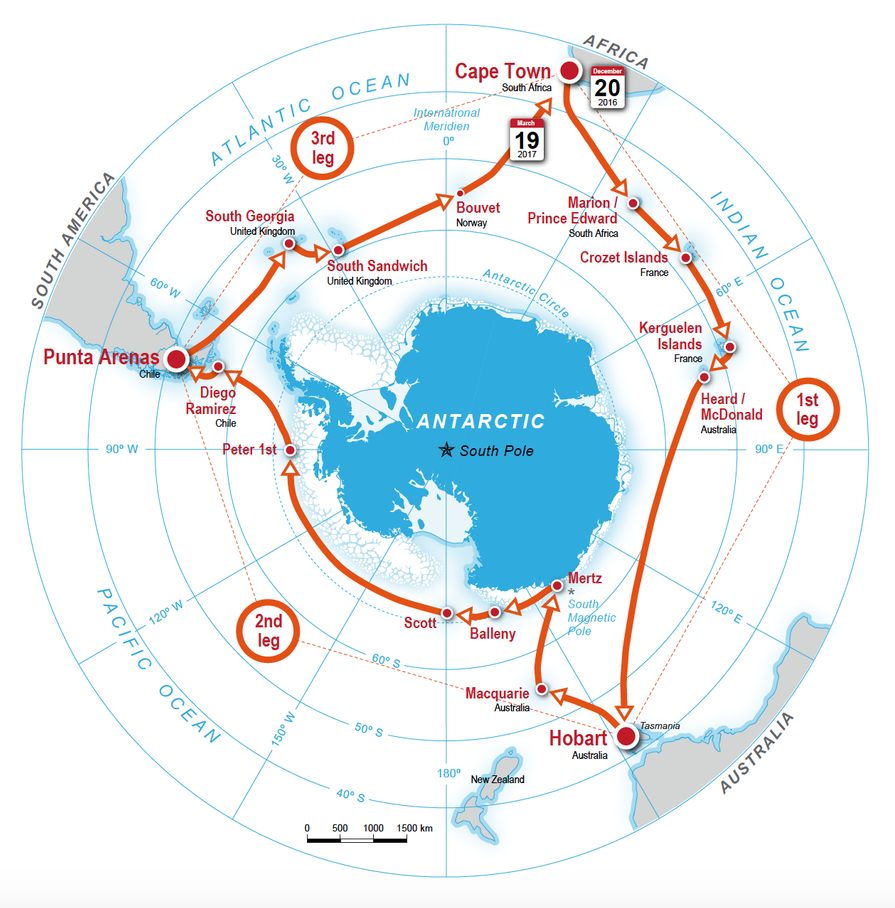 AFRICA
Cape Town
South Africa
December
20
2016
ATLANTIC OCEAN
International
Meridien
0º
March
19
2017
3rd
leg
30º W
SOUTH AMERICA
South Georgia
United Kingdom
Bouvet
Norway
Marion /
Prince Edward
South Africa
INDIAN OCEAN
South Sandwich
United Kingdom
Crozet Islands
France
Antarctic Circle
60º W
60º E
Kerguelen
Islands
France
Punta Arenas
Chile
Diego
Ramirez
Chile
Heard /
McDonald
Australia
1st
leg
ANTARCTIC
South Pole
90º W
Peter 1st
90º E
Mertz
*
South
Magnetic
Pole
PACIFIC OCEAN
120º W
120º E
2nd
leg
Scott
Balleny
60º S
Macquarie
Australia
150º W
50º S
Hobart
Australia
Tasmania
AUSTRALIA
180º
New Zealand
40º S
0 500 1000 1500 km